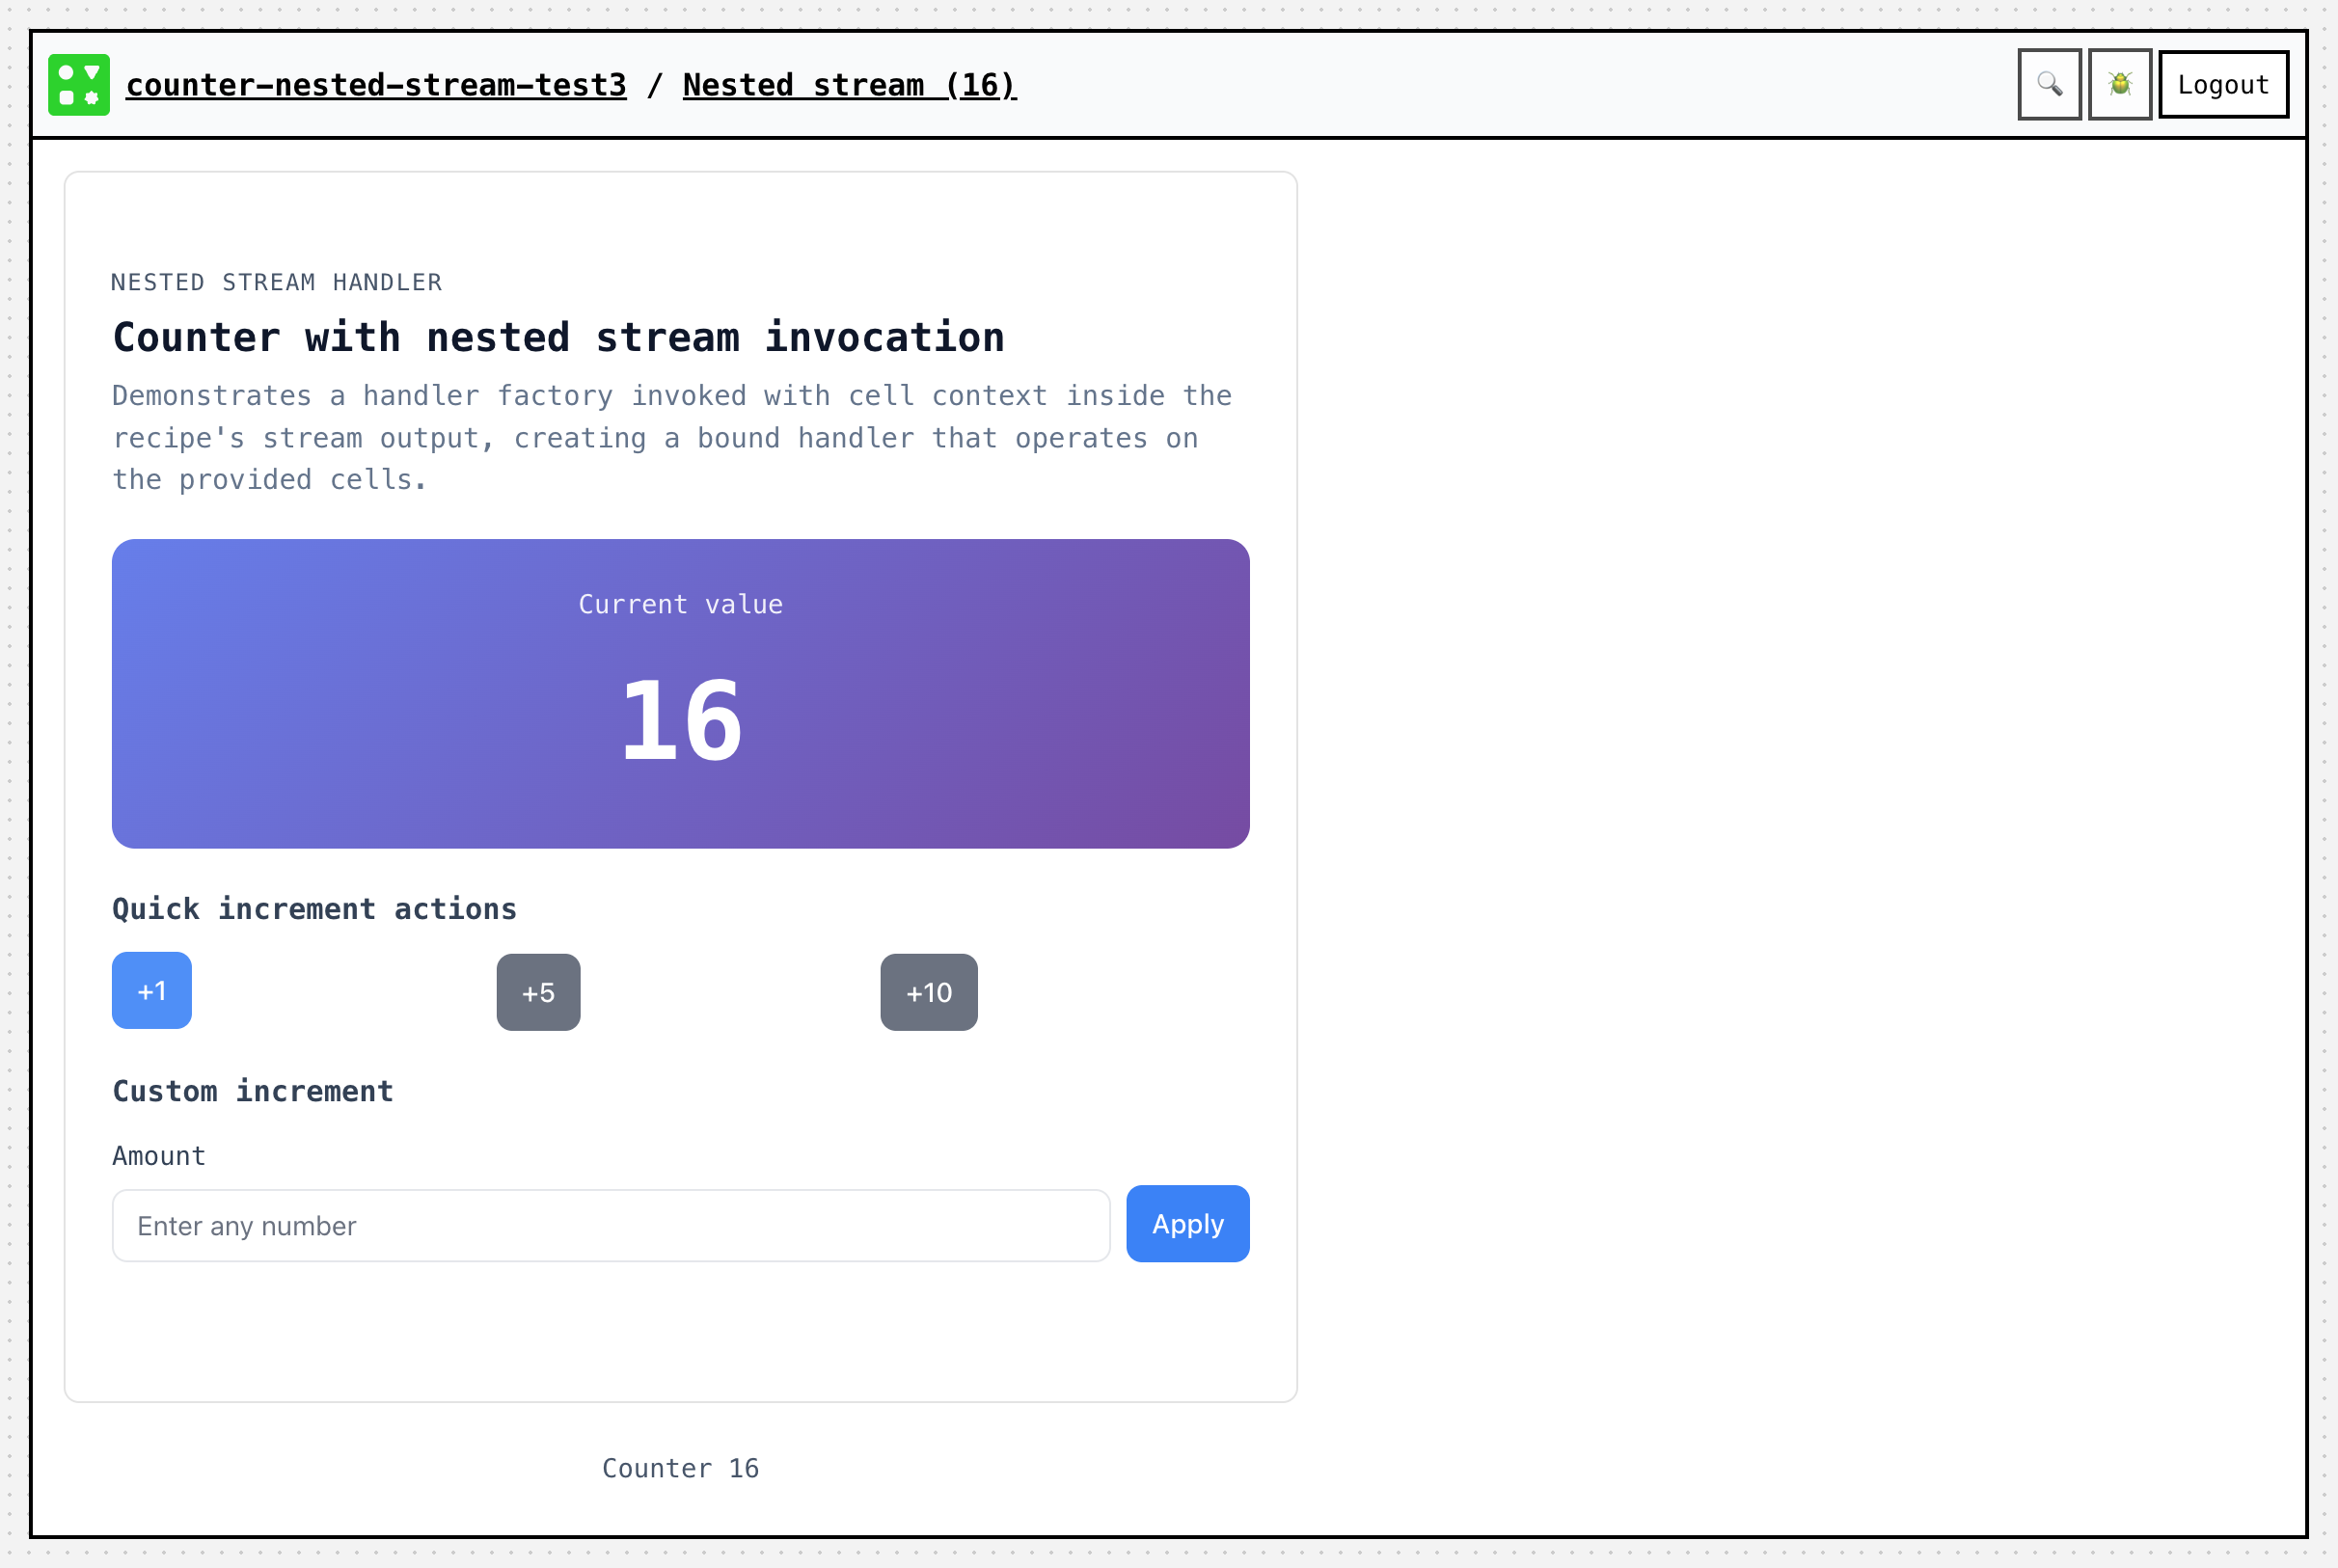 counter-nested-stream-test3 / Nested stream (16)
Logout
NESTED STREAM HANDLER
Counter with nested stream invocation
Demonstrates a handler factory invoked with cell context inside the
recipe's stream output, creating a bound handler that operates on
the provided cells.
Current value
16
Quick increment actions
+1
+5
+10
Custom increment
Amount
Enter any number
Apply
Counter 16